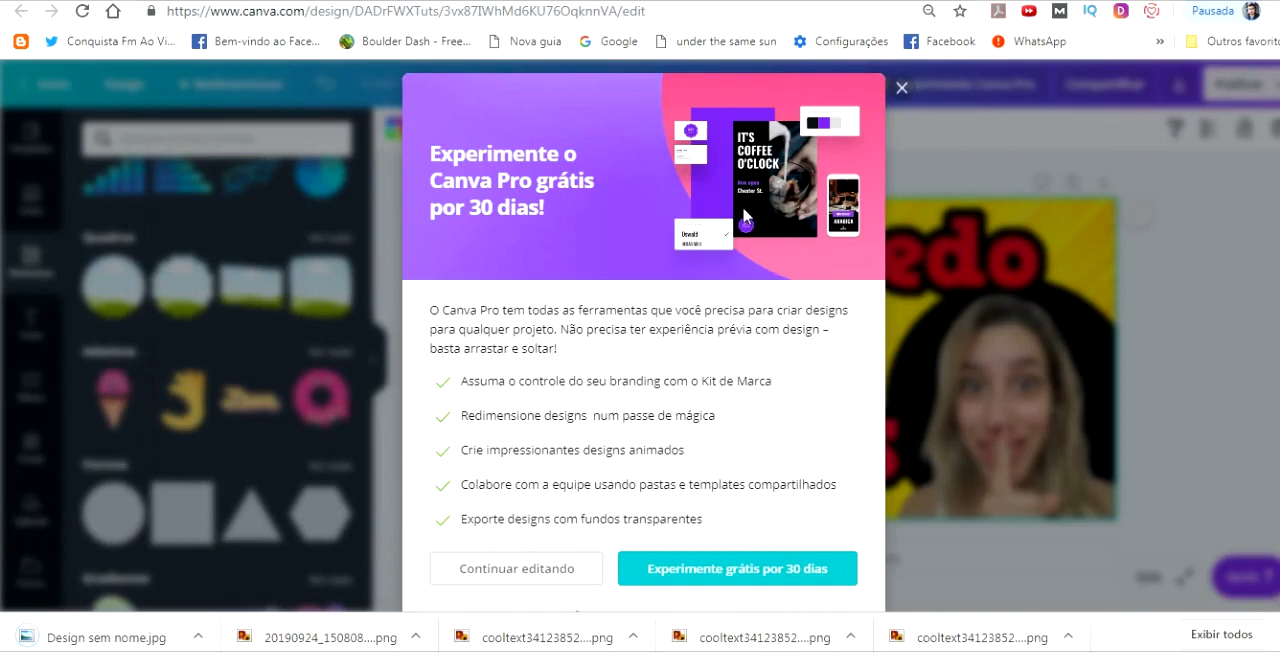 https://www.canva.com/design/DADrFWXTuts/3vx87IWhMd6KU76OqknnVA/edit
M
IQ
D
Pausada
Conquista Fm Ao Vi...
Bem-vindo ao Face...
Boulder Dash - Free...
Nova guia
Google
under the same sun
Configurações
Facebook
WhatsApp
»
Outros favorito
Experimente o
Canva Pro grátis
por 30 dias!
IT'S
COFFEE
O'CLOCK
Chester St.
Oswald
O Canva Pro tem todas as ferramentas que você precisa para criar designs
para qualquer projeto. Não precisa ter experiência prévia com design –
basta arrastar e soltar!
Assuma o controle do seu branding com o Kit de Marca
Redimensione designs num passe de mágica
Crie impressionantes designs animados
Colabore com a equipe usando pastas e templates compartilhados
Exporte designs com fundos transparentes
Continuar editando
Experimente grátis por 30 dias
edo
Design sem nome.jpg
20190924_150808....png
cooltext34123852....png
cooltext34123852....png
cooltext34123852....png
Exibir todos